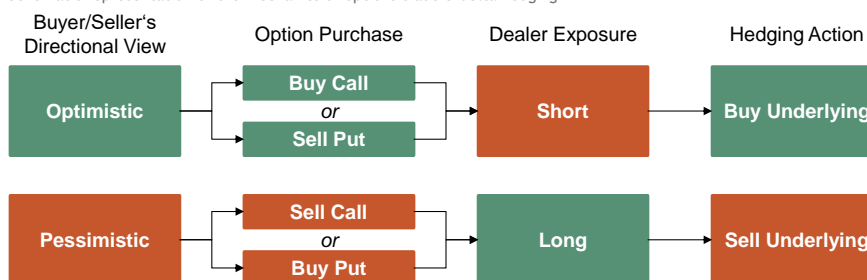 Buyer/Seller's
Directional View
Option Purchase
Dealer Exposure
Hedging Action
Optimistic
Buy Call
or
Sell Put
Short
Buy Underlying
Pessimistic
Sell Call
or
Buy Put
Long
Sell Underlying